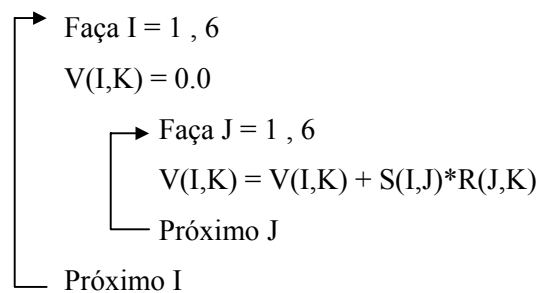 Faça I = 1 , 6
V(I,K) = 0.0
Faça J = 1 , 6
V(I,K) = V(I,K) + S(I,J)*R(J,K)
Próximo J
Próximo I